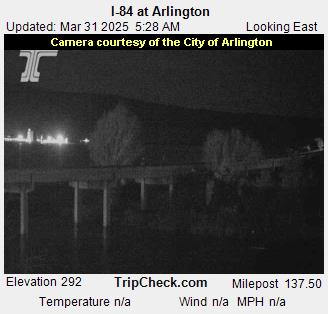 I-84 at Arlington
Updated: Mar 31 2025 5:28 AM Looking East
Camera courtesy of the City of Arlington
Elevation 292 TripCheck.com Milepost 137.50
Temperature n/a Wind n/a MPH n/a